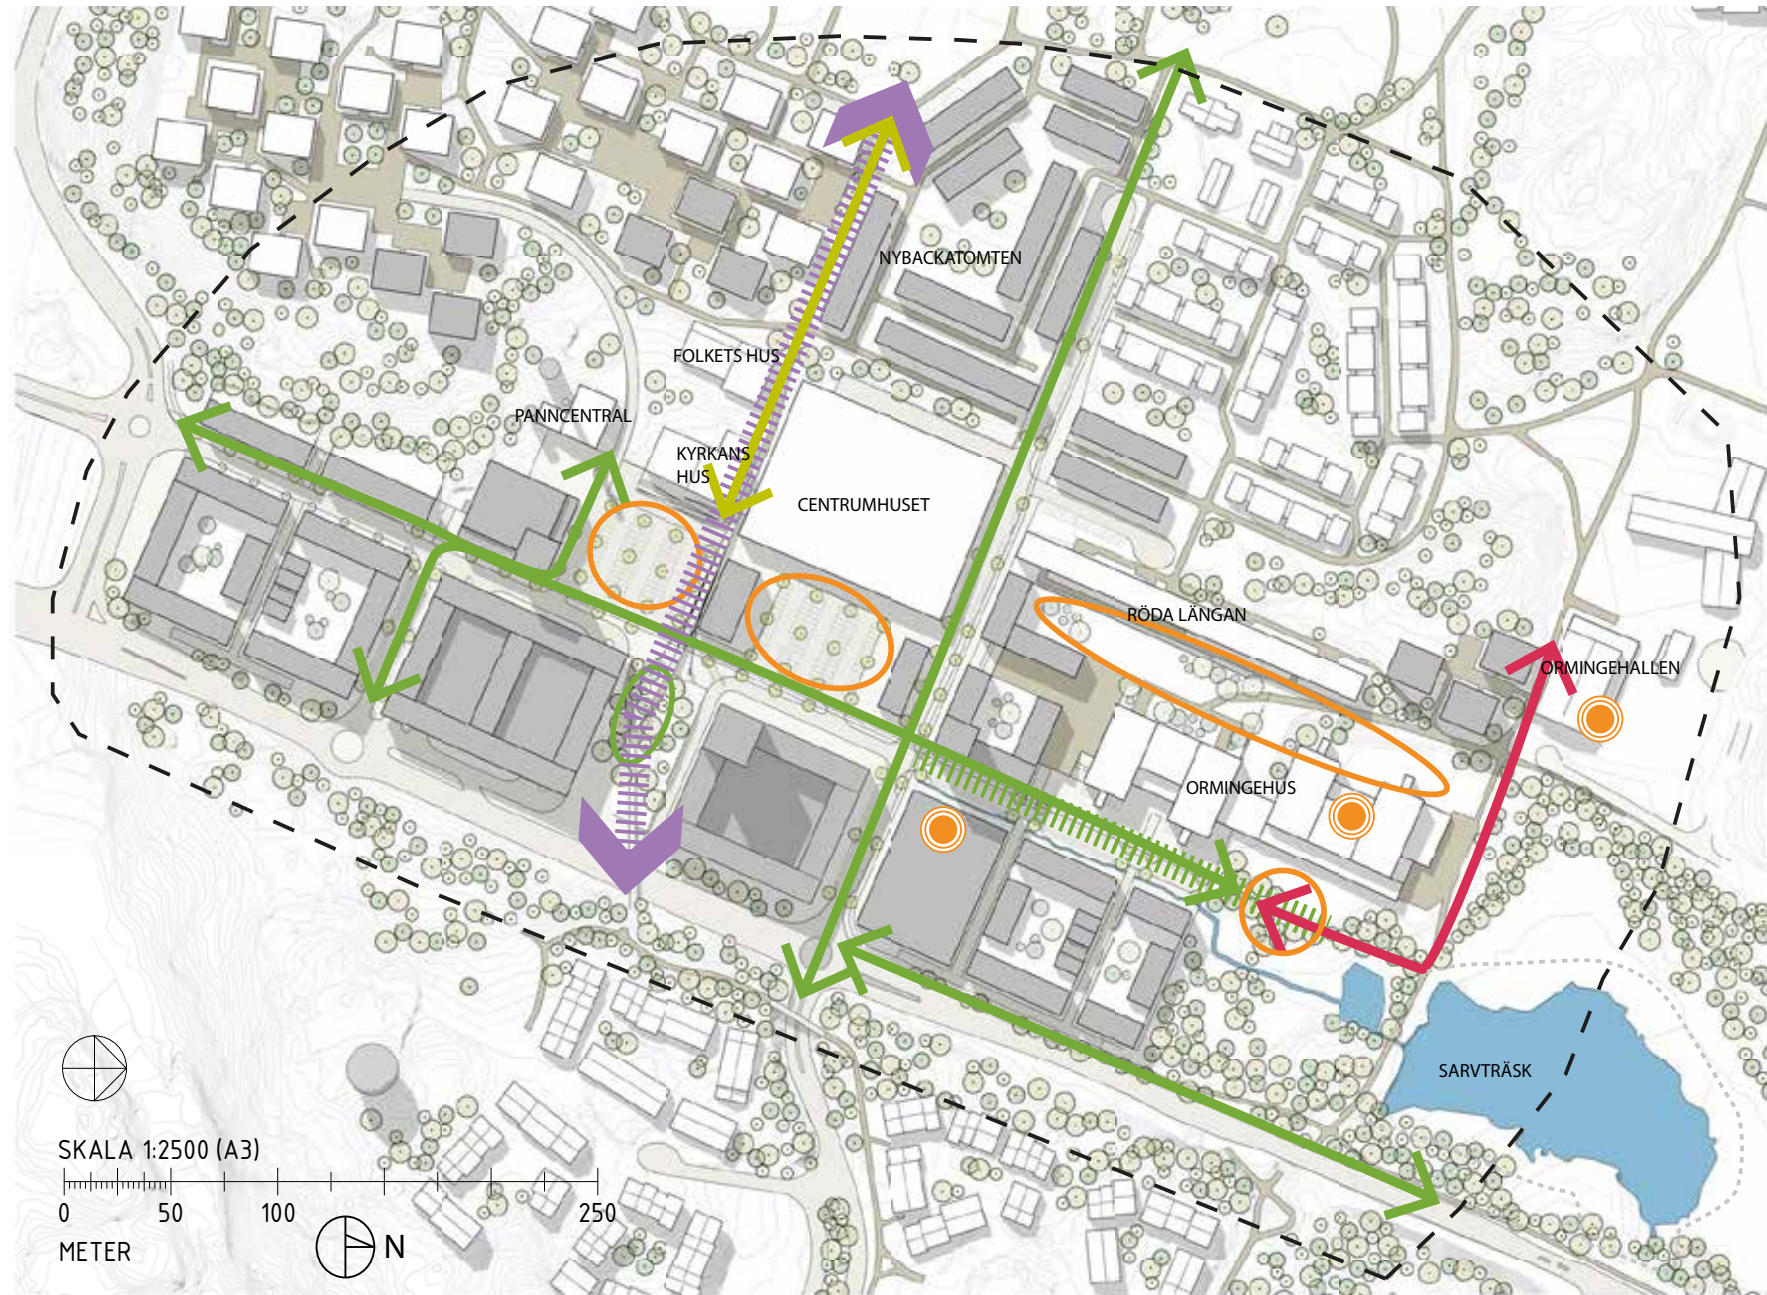 NYBACKATOMTEN
FOLKETS HUS
PANNCENTRAL
KYRKANS
HUS
CENTRUMHUSET
RÖDA LÄNGAN
ORMINGEHALLEN
ORMINGEHUS
SARVTRÄSK
SKALA 1:2500 (A3)
0 50 100 250
METER
N